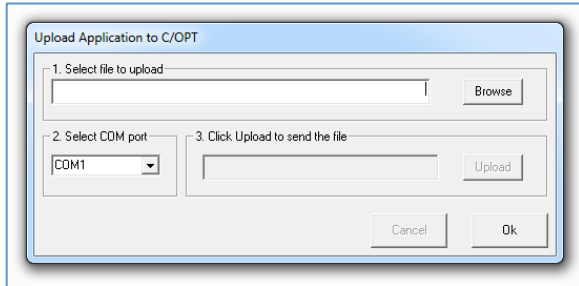 Upload Application to C/OPT
1. Select file to upload
Browse
2. Select COM port
3. Click Upload to send the file
COM1
Upload
Cancel
Ok